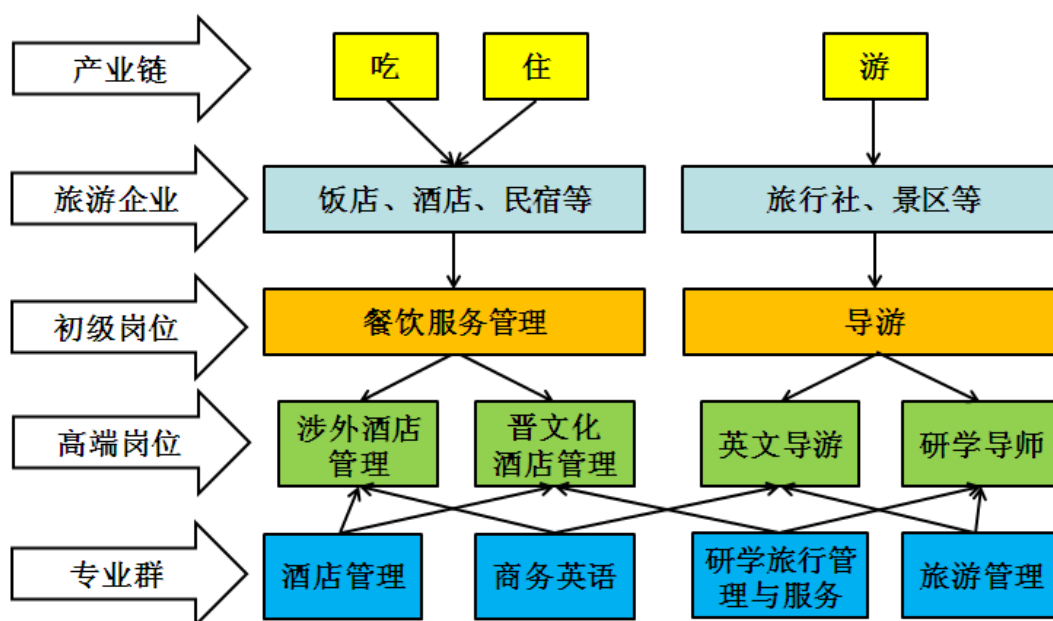 产业链
吃
住
游
旅游企业
饭店、酒店、民宿等
旅行社、景区等
初级岗位
餐饮服务管理
导游
高端岗位
涉外酒店
管理
晋文化
酒店管理
英文导游
研学导师
专业群
酒店管理
商务英语
研学旅行管
理与服务
旅游管理